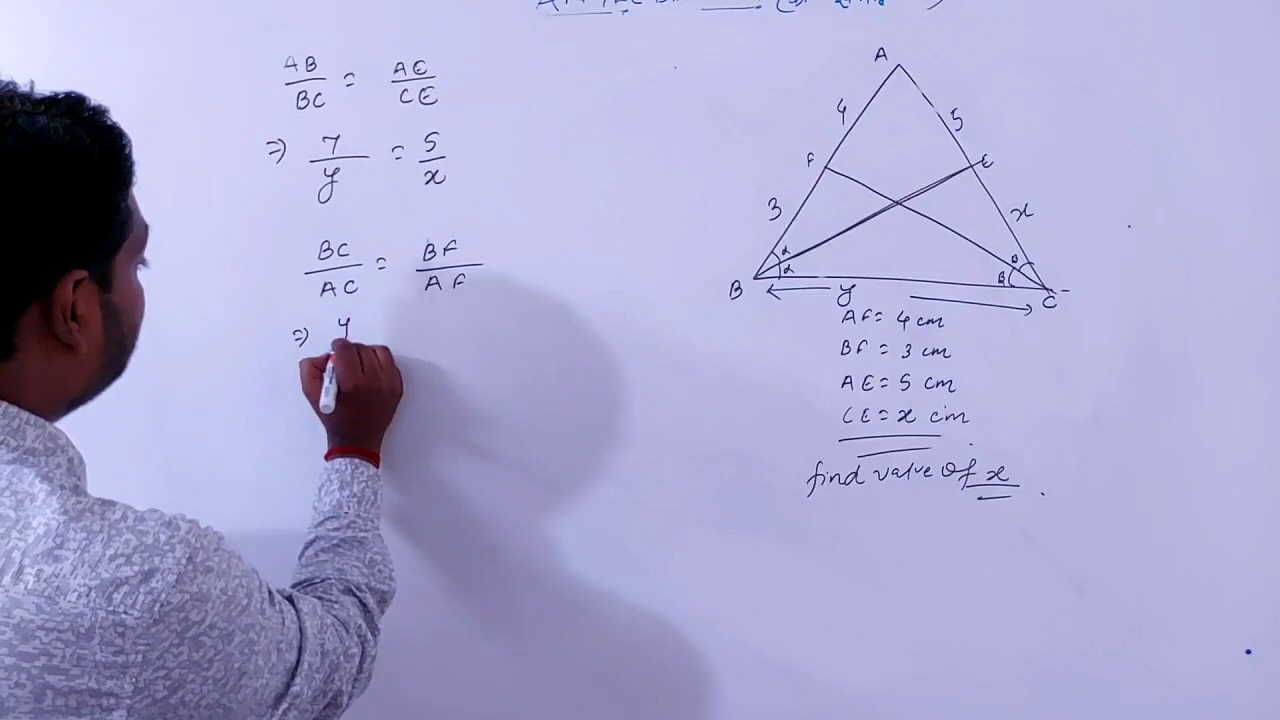 AB/BC = AE/CE
⇒ 7/y = 5/x
BC/AC = BF/AF
⇒ y
A
4
5
F
E
3
x
α
α
B
y
C
AF = 4 cm
BF = 3 cm
AE = 5 cm
CE = x cm
find value of x.